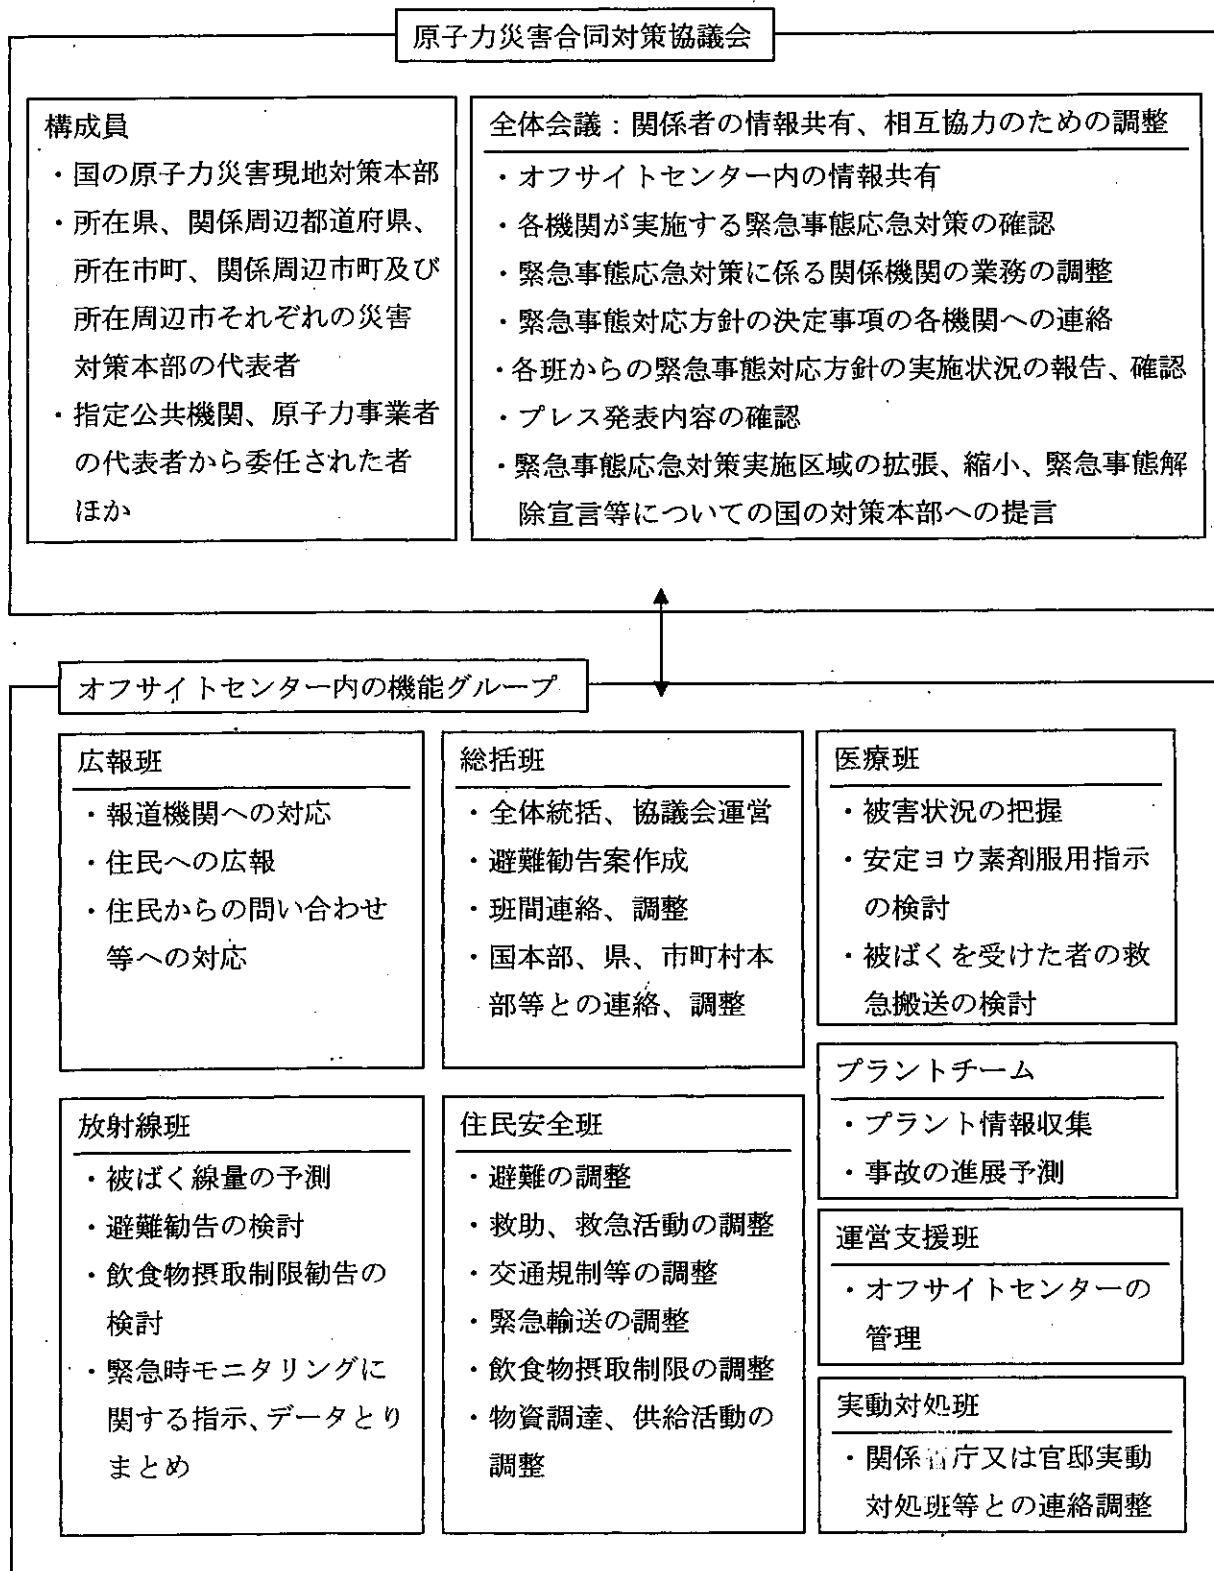 原子力災害合同対策協議会
構成員
・国の原子力災害現地対策本部
・所在県、関係周辺都道府県、
所在市町、関係周辺市町及び
所在周辺市それぞれの災害
対策本部の代表者
・指定公共機関、原子力事業者
の代表者から委任された者
ほか
全体会議：関係者の情報共有、相互協力のための調整
・オフサイトセンター内の情報共有
・各機関が実施する緊急事態応急対策の確認
・緊急事態応急対策に係る関係機関の業務の調整
・緊急事態対応方針の決定事項の各機関への連絡
・各班からの緊急事態対応方針の実施状況の報告、確認
・プレス発表内容の確認
・緊急事態応急対策実施区域の拡張、縮小、緊急事態解
除宣言等についての国の対策本部への提言
オフサイトセンター内の機能グループ
広報班
・報道機関への対応
・住民への広報
・住民からの問い合わせ
等への対応
総括班
・全体統括、協議会運営
・避難勧告案作成
・班間連絡、調整
・国本部、県、市町村本
部等との連絡、調整
医療班
・被害状況の把握
・安定ヨウ素剤服用指示
の検討
・被ばくを受けた者の救
急搬送の検討
放射線班
・被ばく線量の予測
・避難勧告の検討
・飲食物摂取制限勧告の
検討
・緊急時モニタリングに
関する指示、データとり
まとめ
住民安全班
・避難の調整
・救助、救急活動の調整
・交通規制等の調整
・緊急輸送の調整
・飲食物摂取制限の調整
・物資調達、供給活動の
調整
プラントチーム
・プラント情報収集
・事故の進展予測
運営支援班
・オフサイトセンターの
管理
実動対処班
・関係省庁又は官邸実動
対処班等との連絡調整